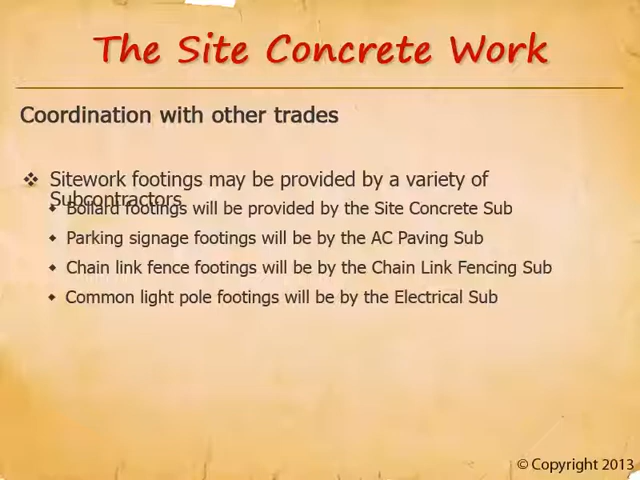 The Site Concrete Work
Coordination with other trades
Sitework footings may be provided by a variety of
Subcontractors
Bollard footings will be provided by the Site Concrete Sub
Parking signage footings will be by the AC Paving Sub
Chain link fence footings will be by the Chain Link Fencing Sub
Common light pole footings will be by the Electrical Sub
© Copyright 2013